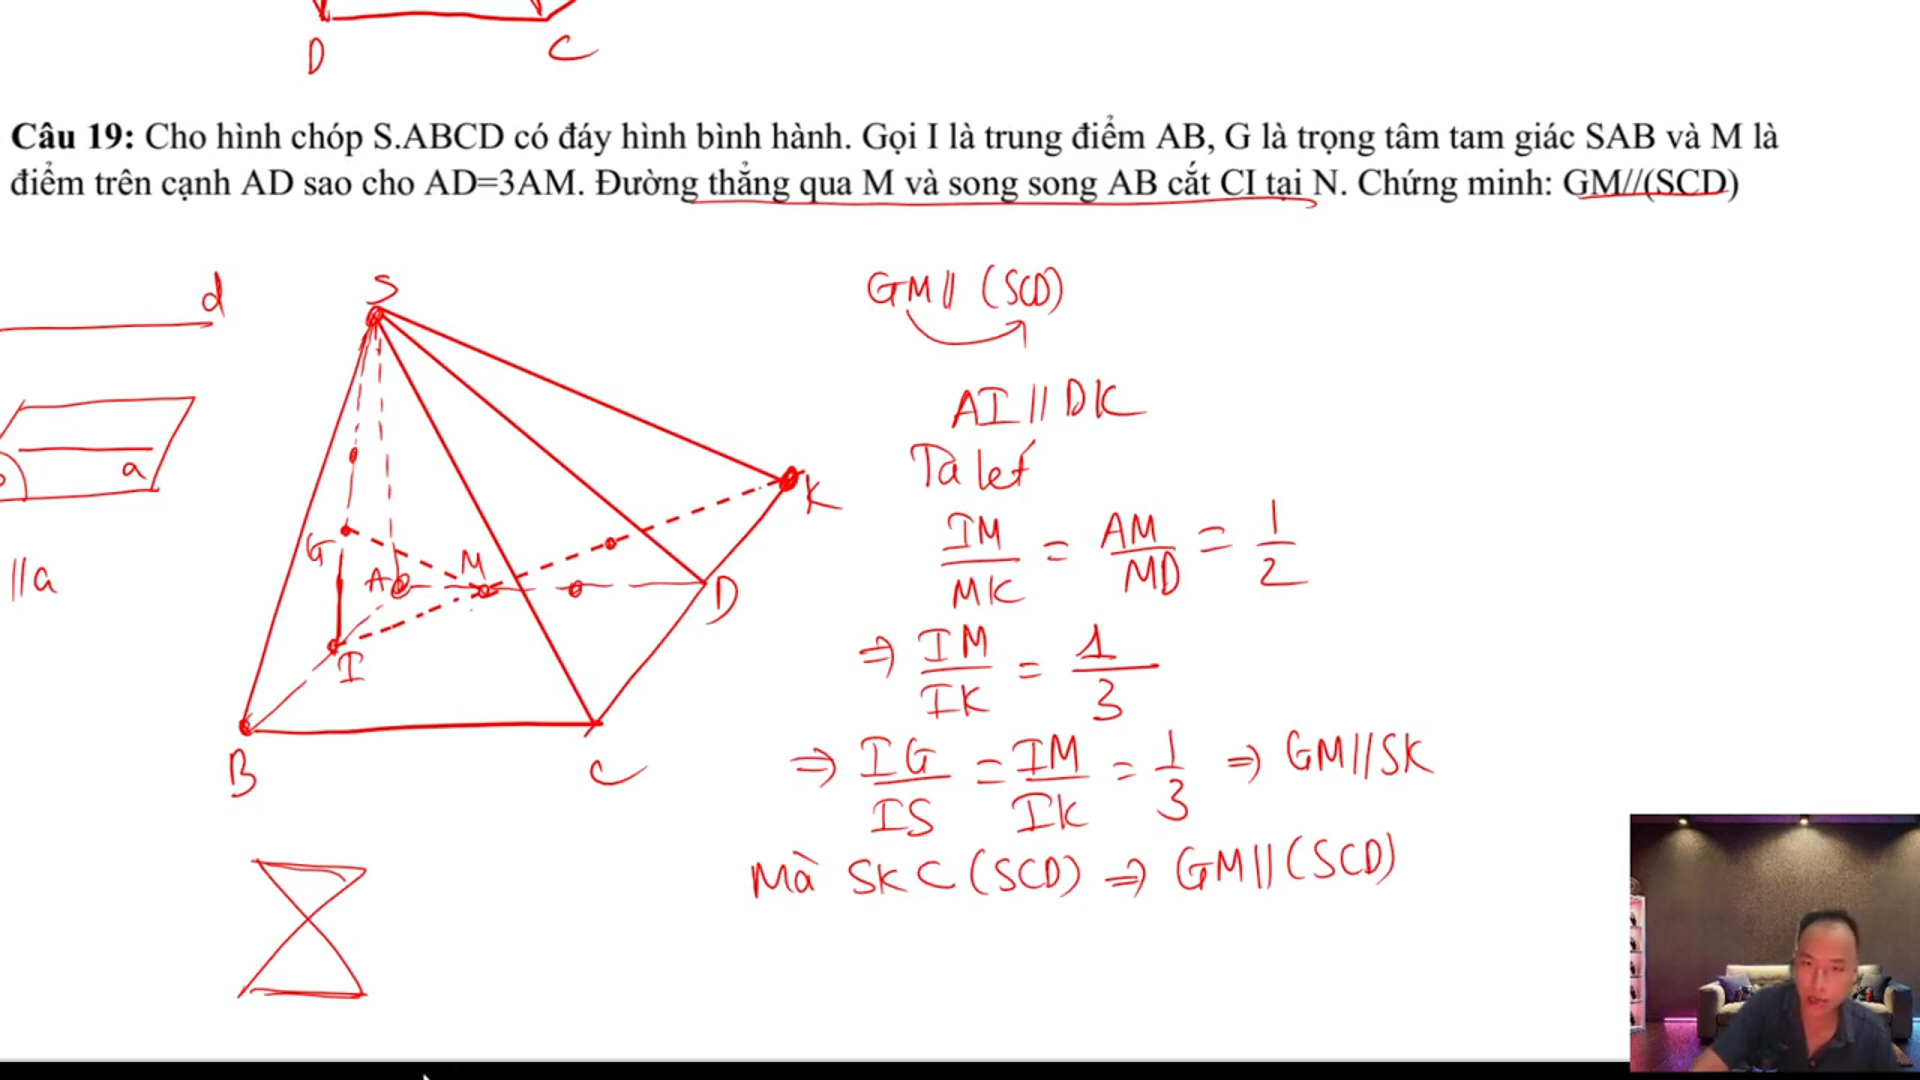 D
C
Câu 19: Cho hình chóp S.ABCD có đáy hình bình hành. Gọi I là trung điểm AB, G là trọng tâm tam giác SAB và M là
điểm trên cạnh AD sao cho AD=3AM. Đường thẳng qua M và song song AB cắt CI tại N. Chứng minh: GM//(SCD)
d
S
GM // (SCD)
AI // DK
Ta let
a
K
G
A
M
//a
D
I
IM/MK = AM/MD = 1/2
⇒ IM/IK = 1/3
B
C
⇒ IG/IS = IM/IK = 1/3 ⇒ GM//SK
Mà SK ⊂ (SCD) ⇒ GM // (SCD)